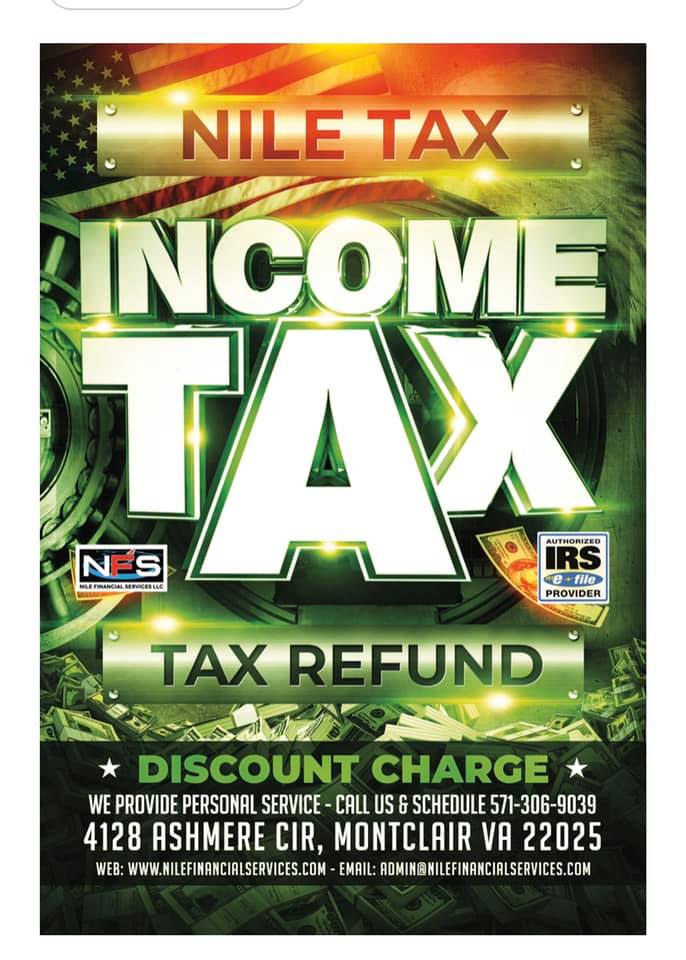 NILE TAX
INCOME
TAX
NFS
NILE FINANCIAL SERVICES LLC
AUTHORIZED
IRS
e file
PROVIDER
TAX REFUND
★ DISCOUNT CHARGE ★
WE PROVIDE PERSONAL SERVICE - CALL US & SCHEDULE 571-306-9039
4128 ASHMERE CIR, MONTCLAIR VA 22025
WEB: WWW.NILEFINANCIALSERVICES.COM - EMAIL: ADMIN@NILEFINANCIALSERVICES.COM